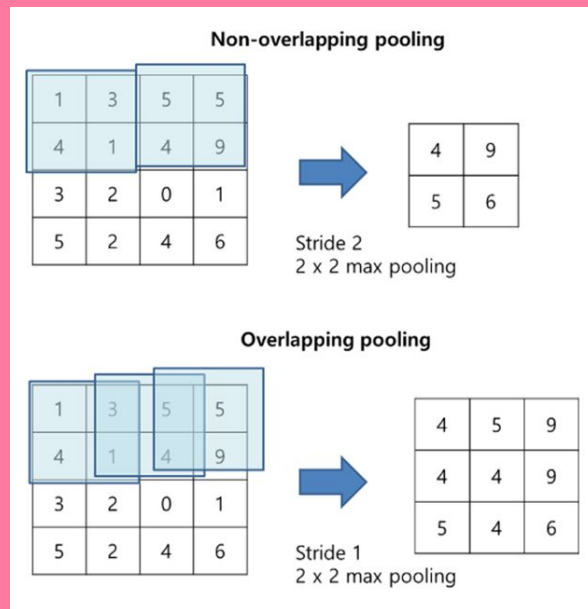 Non-overlapping pooling
1 3 5 5
4 1 4 9
3 2 0 1
5 2 4 6
4 9
5 6
Stride 2
2 x 2 max pooling
Overlapping pooling
1 3 5 5
4 1 4 9
3 2 0 1
5 2 4 6
4 5 9
4 4 9
5 4 6
Stride 1
2 x 2 max pooling